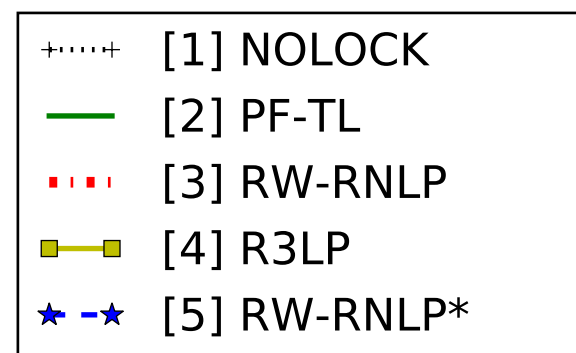 [1] NOLOCK
[2] PF-TL
[3] RW-RNLP
[4] R3LP
[5] RW-RNLP*